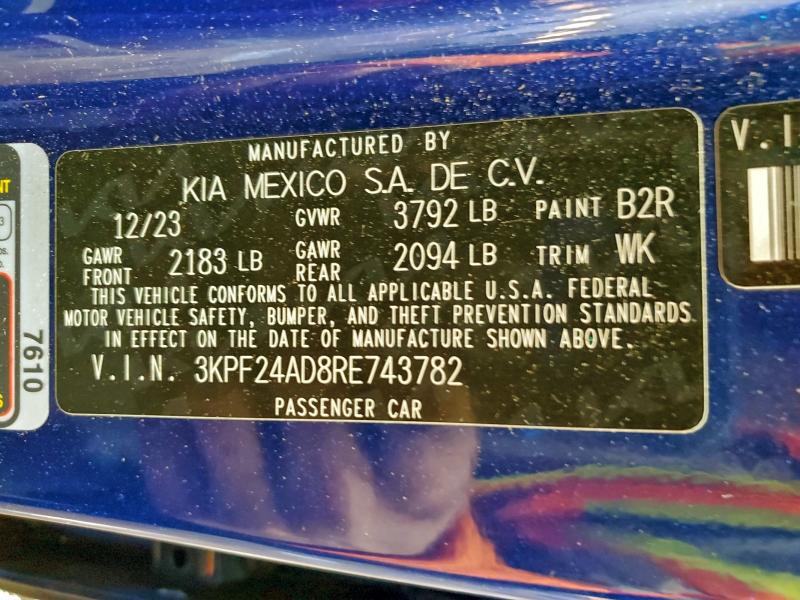 MANUFACTURED BY
KIA MEXICO S.A. DE C.V.
12/23 GVWR 3792 LB PAINT B2R
GAWR FRONT 2183 LB GAWR REAR 2094 LB TRIM WK
THIS VEHICLE CONFORMS TO ALL APPLICABLE U.S.A. FEDERAL
MOTOR VEHICLE SAFETY, BUMPER, AND THEFT PREVENTION STANDARDS
IN EFFECT ON THE DATE OF MANUFACTURE SHOWN ABOVE.
V.I.N. 3KPF24AD8RE743782
PASSENGER CAR
7610
V.I